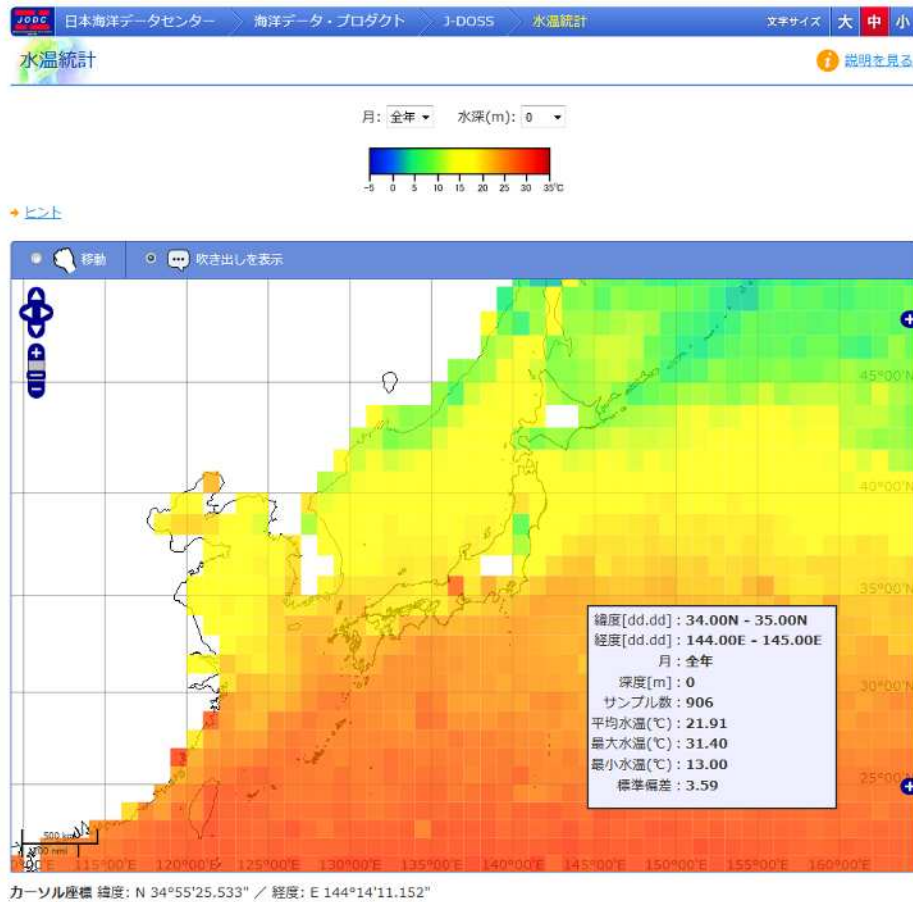 JODC 日本海洋データセンター 海洋データ・プロダクト J-DOSS 水温統計 文字サイズ 大 中 小
水温統計 説明を見る
月: 全年 水深(m): 0
-5 0 5 10 15 20 25 30 35℃
ヒント
移動 吹き出しを表示
45°00'N
40°00'N
35°00'N
緯度[dd.dd] : 34.00N - 35.00N
経度[dd.dd] : 144.00E - 145.00E
月 : 全年
深度[m] : 0
サンプル数 : 906
平均水温(℃) : 21.91
最大水温(℃) : 31.40
最小水温(℃) : 13.00
標準偏差 : 3.59
30°00'N
25°00'N
500 km
115°00'E 120°00'E 125°00'E 130°00'E 135°00'E 140°00'E 145°00'E 150°00'E 155°00'E 160°00'E
カーソル座標 緯度: N 34°55'25.533" ／ 経度: E 144°14'11.152"